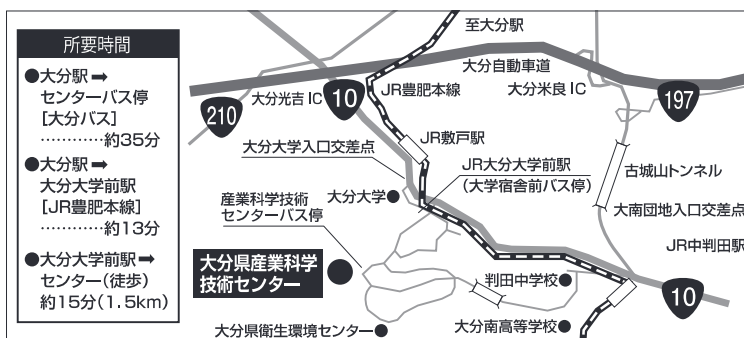 所要時間
●大分駅➡
センターバス停
[大分バス]
…………約35分
●大分駅➡
大分大学前駅
[JR豊肥本線]
…………約13分
●大分大学前駅➡
センター(徒歩)
約15分(1.5km)
至大分駅
大分自動車道
大分光吉IC
10
JR豊肥本線
大分米良IC
210
197
JR敷戸駅
大分大学入口交差点
JR大分大学前駅
(大学宿舎前バス停)
古城山トンネル
大分大学●
産業科学技術
センターバス停
大南団地入口交差点
JR中判田駅
大分県産業科学
技術センター
判田中学校●
10
大分県衛生環境センター●
大分南高等学校●